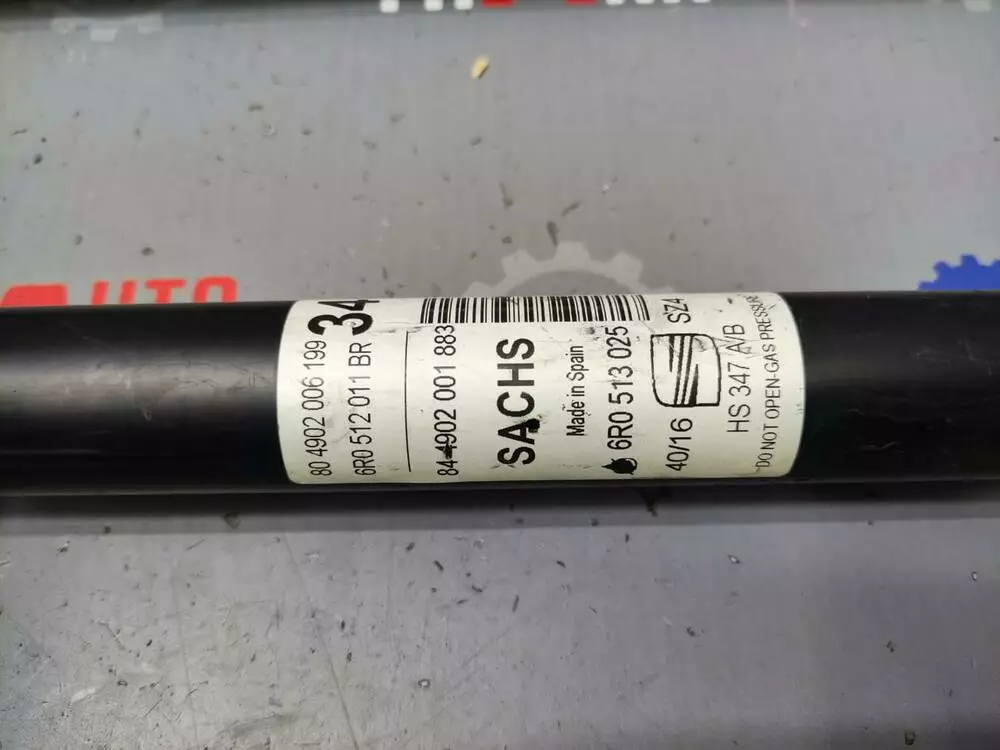 80 4902 006 199
6R0 512 011 BR
34
84 4902 001 883
SACHS
Made in Spain
6R0 513 025
40/16
SZ4
HS 347 A/B
DO NOT OPEN-GAS PRESSURE